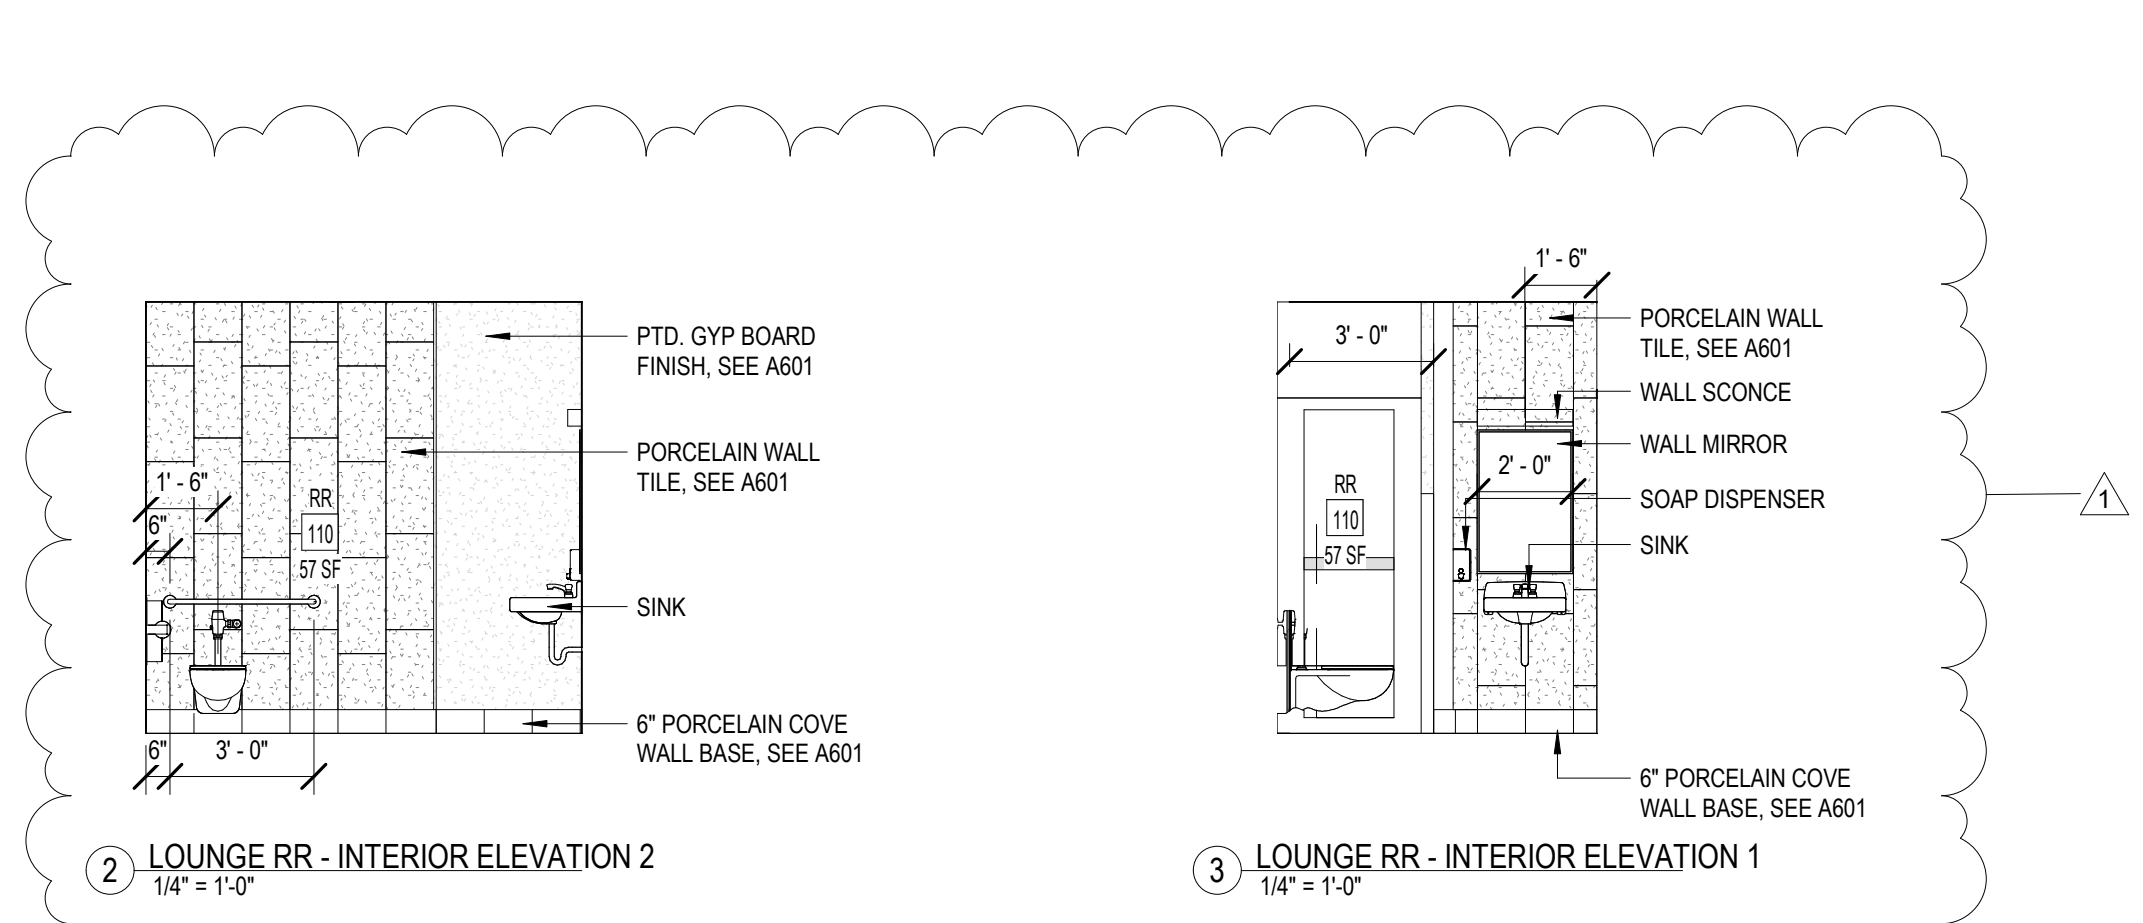 1' - 6"
6"
RR
110
57 SF
PTD. GYP BOARD
FINISH, SEE A601
PORCELAIN WALL
TILE, SEE A601
SINK
6" PORCELAIN COVE
WALL BASE, SEE A601
6"
3' - 0"
2
LOUNGE RR - INTERIOR ELEVATION 2
1/4" = 1'-0"
1' - 6"
3' - 0"
PORCELAIN WALL
TILE, SEE A601
WALL SCONCE
WALL MIRROR
2' - 0"
RR
110
57 SF
SOAP DISPENSER
SINK
6" PORCELAIN COVE
WALL BASE, SEE A601
3
LOUNGE RR - INTERIOR ELEVATION 1
1/4" = 1'-0"
1